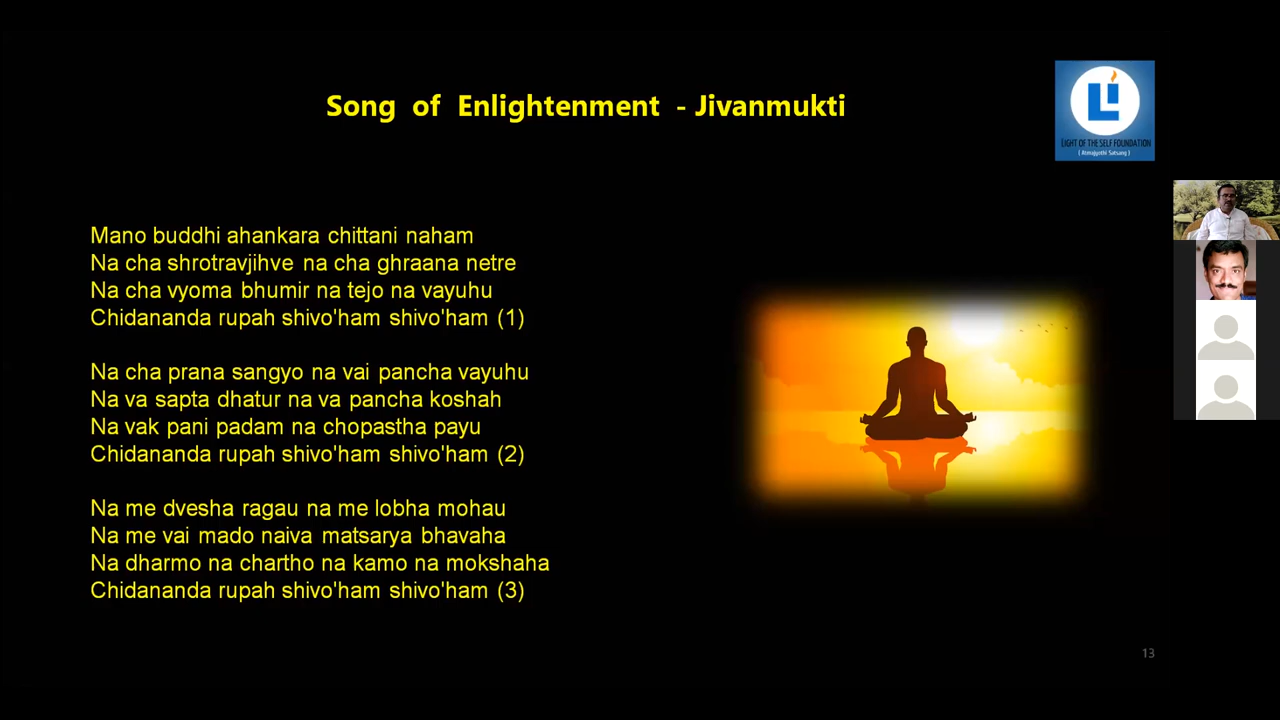 Song of Enlightenment - Jivanmukti
LIGHT OF THE SELF FOUNDATION
( Atmajyothi Satsang )
Mano buddhi ahankara chittani naham
Na cha shrotravjihve na cha ghraana netre
Na cha vyoma bhumir na tejo na vayuhu
Chidananda rupah shivo'ham shivo'ham (1)
Na cha prana sangyo na vai pancha vayuhu
Na va sapta dhatur na va pancha koshah
Na vak pani padam na chopastha payu
Chidananda rupah shivo'ham shivo'ham (2)
Na me dvesha ragau na me lobha mohau
Na me vai mado naiva matsarya bhavaha
Na dharmo na chartho na kamo na mokshaha
Chidananda rupah shivo'ham shivo'ham (3)
13